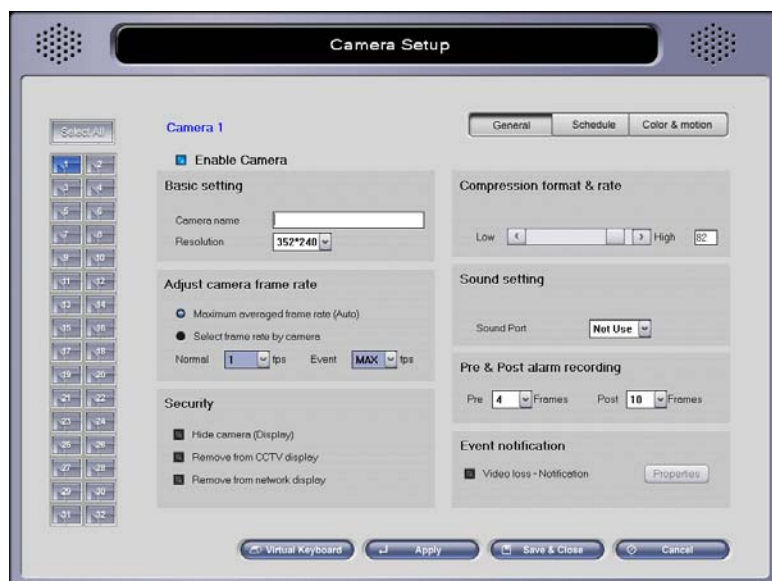 Camera Setup
Select All
1 2
3 4
5 6
7 8
9 10
11 12
13 14
15 16
17 18
19 20
21 22
23 24
25 26
27 28
29 30
31 32
Camera 1
General Schedule Color & motion
Enable Camera
Basic setting
Camera name
Resolution 352*240
Adjust camera frame rate
Maximum averaged frame rate (Auto)
Select frame rate by camera
Normal 1 fps Event MAX fps
Security
Hide camera (Display)
Remove from CCTV display
Remove from network display
Compression format & rate
Low High 82
Sound setting
Sound Port Not Use
Pre & Post alarm recording
Pre 4 Frames Post 10 Frames
Event notification
Video loss - Notification Properties
Virtual Keyboard Apply Save & Close Cancel